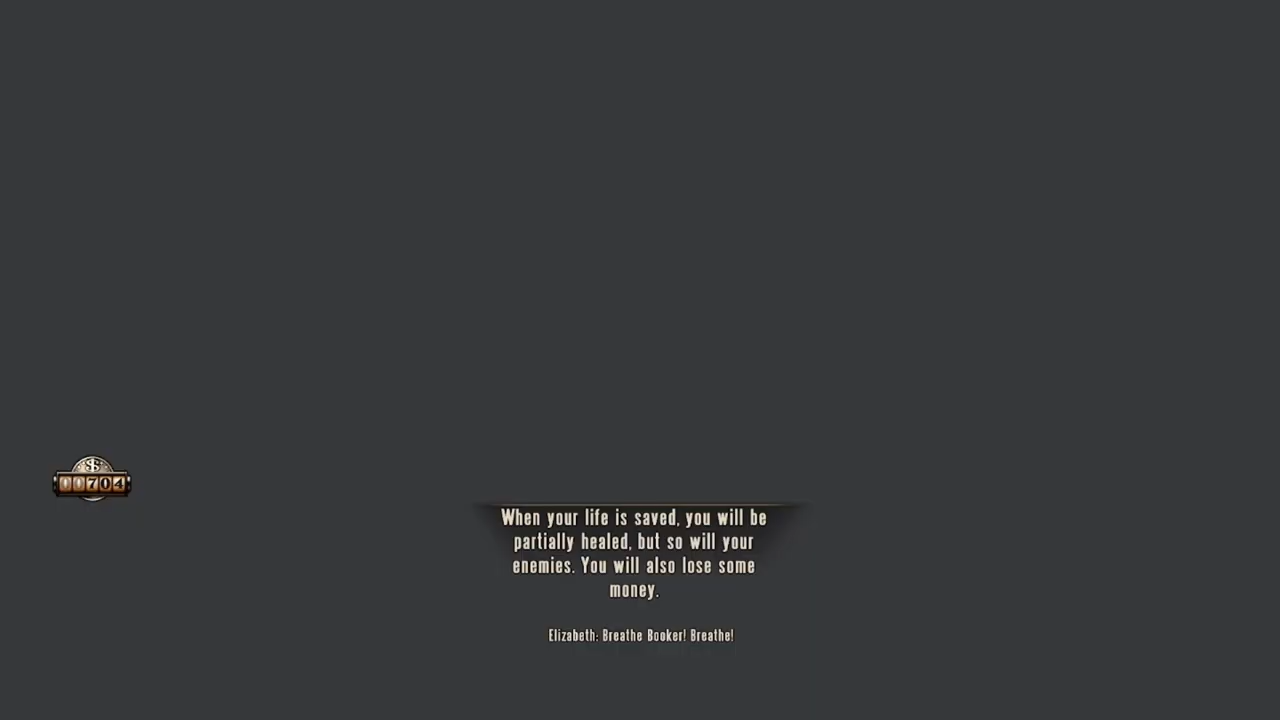 $
00704
When your life is saved, you will be
partially healed, but so will your
enemies. You will also lose some
money.
Elizabeth: Breathe Booker! Breathe!